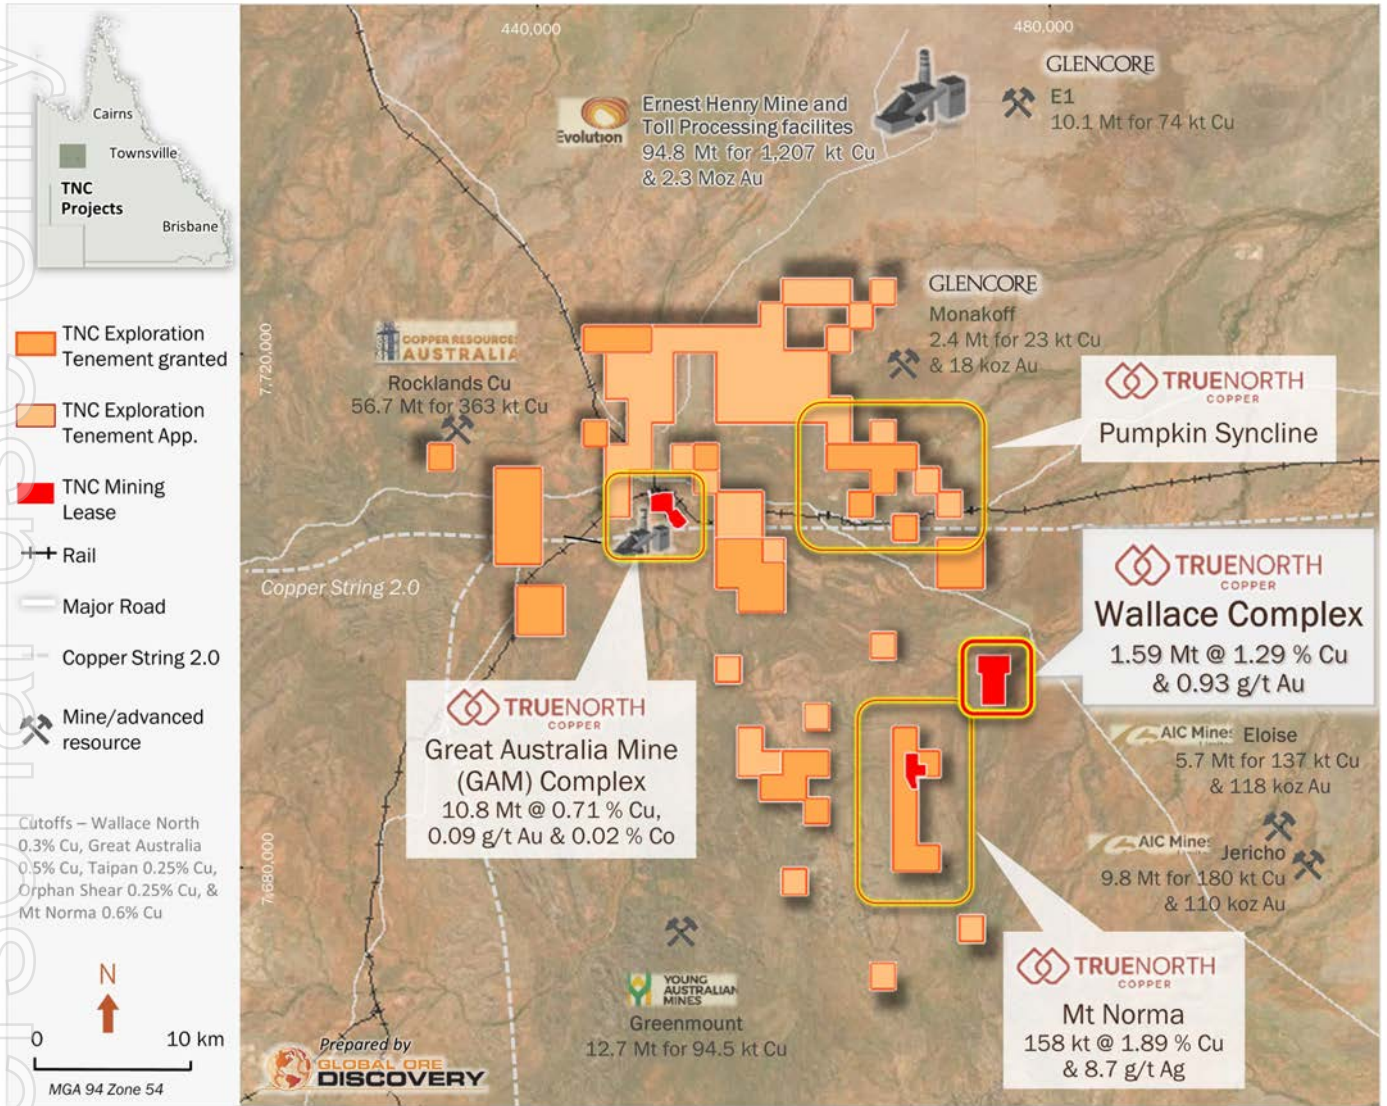 440,000
480,000
Cairns
Townsville
TNC
Projects
Brisbane
TNC Exploration
Tenement granted
TNC Exploration
Tenement App.
TNC Mining
Lease
Rail
Major Road
Copper String 2.0
Mine/advanced
resource
Cutoffs – Wallace North
0.3% Cu, Great Australia
0.5% Cu, Taipan 0.25% Cu,
Orphan Shear 0.25% Cu, &
Mt Norma 0.6% Cu
N
0 10 km
MGA 94 Zone 54
Evolution
Ernest Henry Mine and
Toll Processing facilites
94.8 Mt for 1,207 kt Cu
& 2.3 Moz Au
GLENCORE
E1
10.1 Mt for 74 kt Cu
GLENCORE
Monakoff
2.4 Mt for 23 kt Cu
& 18 koz Au
7,720,000
COPPER RESOURCES
AUSTRALIA
Rocklands Cu
56.7 Mt for 363 kt Cu
TRUENORTH
COPPER
Pumpkin Syncline
Copper String 2.0
TRUENORTH
COPPER
Wallace Complex
1.59 Mt @ 1.29 % Cu
& 0.93 g/t Au
TRUENORTH
COPPER
Great Australia Mine
(GAM) Complex
10.8 Mt @ 0.71 % Cu,
0.09 g/t Au & 0.02 % Co
AIC Mines Eloise
5.7 Mt for 137 kt Cu
& 118 koz Au
AIC Mines Jericho
9.8 Mt for 180 kt Cu
& 110 koz Au
7,680,000
YOUNG
AUSTRALIAN
MINES
Greenmount
12.7 Mt for 94.5 kt Cu
TRUENORTH
COPPER
Mt Norma
158 kt @ 1.89 % Cu
& 8.7 g/t Ag
Prepared by
GLOBAL ORE
DISCOVERY